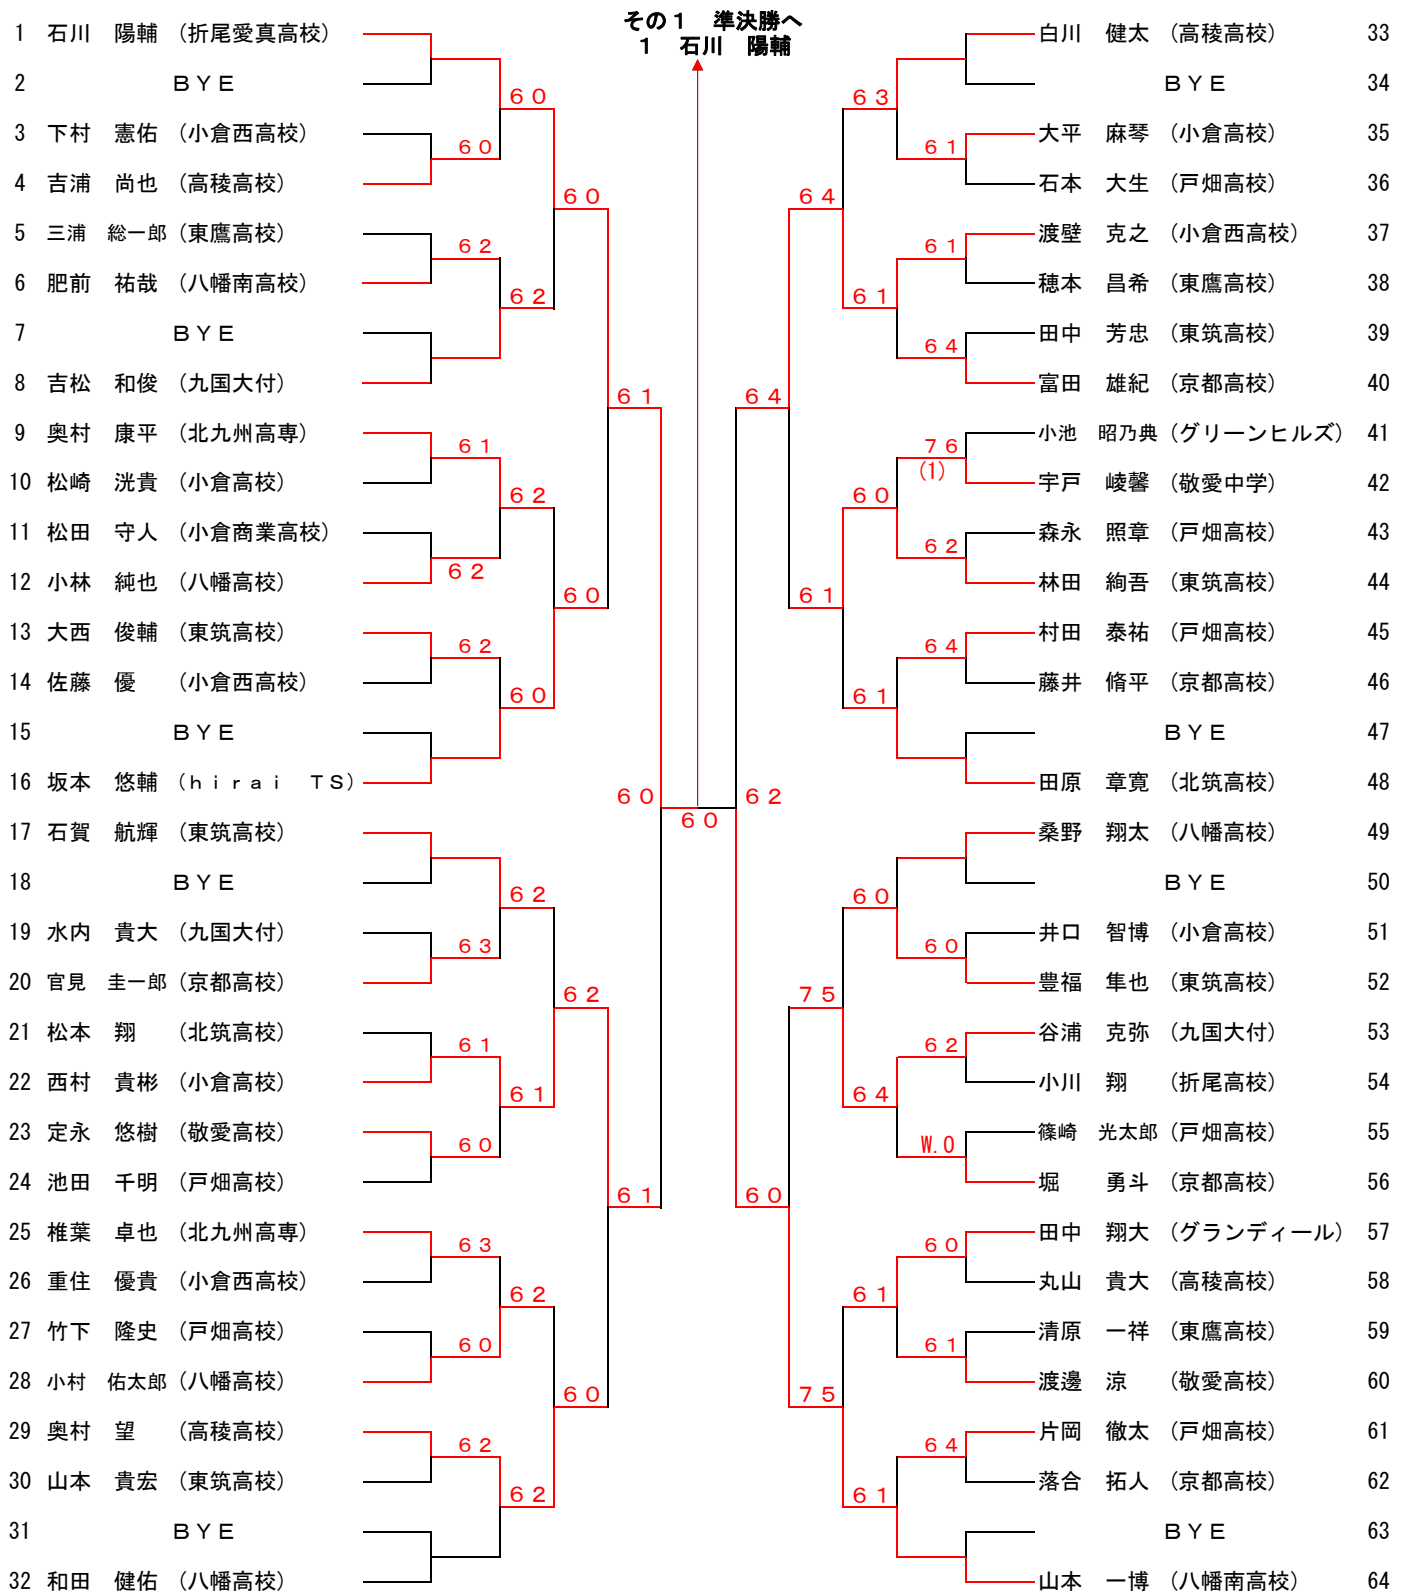 その１　準決勝へ
１　石川　陽輔
1 石川　陽輔 （折尾愛真高校）
2 ＢＹＥ
3 下村　憲佑 （小倉西高校）
4 吉浦　尚也 （高稜高校）
5 三浦　総一郎 （東鷹高校）
6 肥前　祐哉 （八幡南高校）
7 ＢＹＥ
8 吉松　和俊 （九国大付）
9 奥村　康平 （北九州高専）
10 松崎　洸貴 （小倉高校）
11 松田　守人 （小倉商業高校）
12 小林　純也 （八幡高校）
13 大西　俊輔 （東筑高校）
14 佐藤　優 （小倉西高校）
15 ＢＹＥ
16 坂本　悠輔 （ｈｉｒａｉ　ＴＳ）
17 石賀　航輝 （東筑高校）
18 ＢＹＥ
19 水内　貴大 （九国大付）
20 官見　圭一郎 （京都高校）
21 松本　翔 （北筑高校）
22 西村　貴彬 （小倉高校）
23 定永　悠樹 （敬愛高校）
24 池田　千明 （戸畑高校）
25 椎葉　卓也 （北九州高専）
26 重住　優貴 （小倉西高校）
27 竹下　隆史 （戸畑高校）
28 小村　佑太郎 （八幡高校）
29 奥村　望 （高稜高校）
30 山本　貴宏 （東筑高校）
31 ＢＹＥ
32 和田　健佑 （八幡高校）
６０
６２
６１
６２
６２
６３
６１
６０
６３
６０
６２
６０
６２
６２
６０
６２
６１
６２
６２
６０
６０
６２
６０
６１
６１
６０
６０
６２
６４
６０
６４
６１
７５
７５
６３
６１
６０
６１
６０
６４
６１
６１
６１
６１
６４
７６
(1)
６２
６４
６０
６２
W.O
６０
６１
６４
白川　健太 （高稜高校） 33
ＢＹＥ 34
大平　麻琴 （小倉高校） 35
石本　大生 （戸畑高校） 36
渡壁　克之 （小倉西高校） 37
穂本　昌希 （東鷹高校） 38
田中　芳忠 （東筑高校） 39
富田　雄紀 （京都高校） 40
小池　昭乃典 （グリーンヒルズ） 41
宇戸　崚馨 （敬愛中学） 42
森永　照章 （戸畑高校） 43
林田　絢吾 （東筑高校） 44
村田　泰祐 （戸畑高校） 45
藤井　脩平 （京都高校） 46
ＢＹＥ 47
田原　章寛 （北筑高校） 48
桑野　翔太 （八幡高校） 49
ＢＹＥ 50
井口　智博 （小倉高校） 51
豊福　隼也 （東筑高校） 52
谷浦　克弥 （九国大付） 53
小川　翔 （折尾高校） 54
篠崎　光太郎 （戸畑高校） 55
堀　勇斗 （京都高校） 56
田中　翔大 （グランディール） 57
丸山　貴大 （高稜高校） 58
清原　一祥 （東鷹高校） 59
渡邊　涼 （敬愛高校） 60
片岡　徹太 （戸畑高校） 61
落合　拓人 （京都高校） 62
ＢＹＥ 63
山本　一博 （八幡南高校） 64